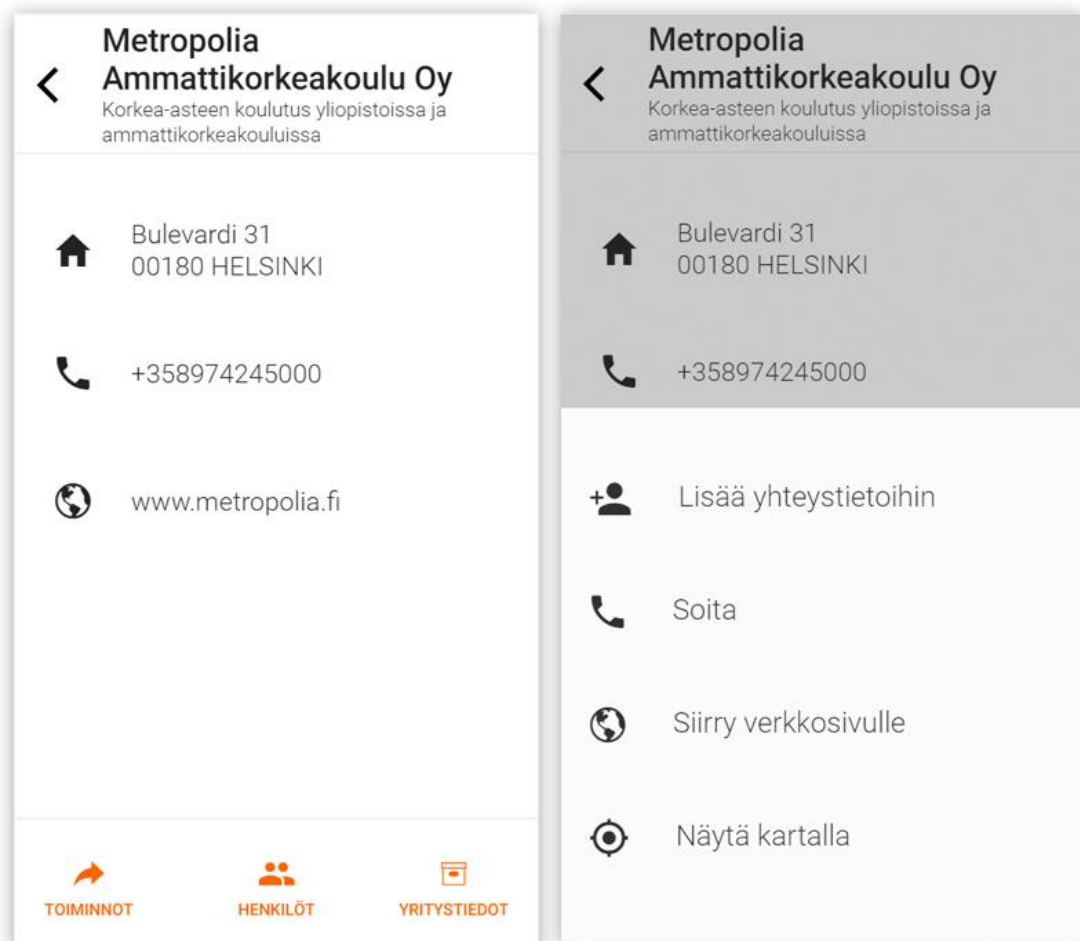 Metropolia
Ammattikorkeakoulu Oy
Korkea-asteen koulutus yliopistoissa ja
ammattikorkeakouluissa
Bulevardi 31
00180 HELSINKI
+358974245000
www.metropolia.fi
TOIMINNOT
HENKILÖT
YRITYSTIEDOT
Metropolia
Ammattikorkeakoulu Oy
Korkea-asteen koulutus yliopistoissa ja
ammattikorkeakouluissa
Bulevardi 31
00180 HELSINKI
+358974245000
Lisää yhteystietoihin
Soita
Siirry verkkosivulle
Näytä kartalla